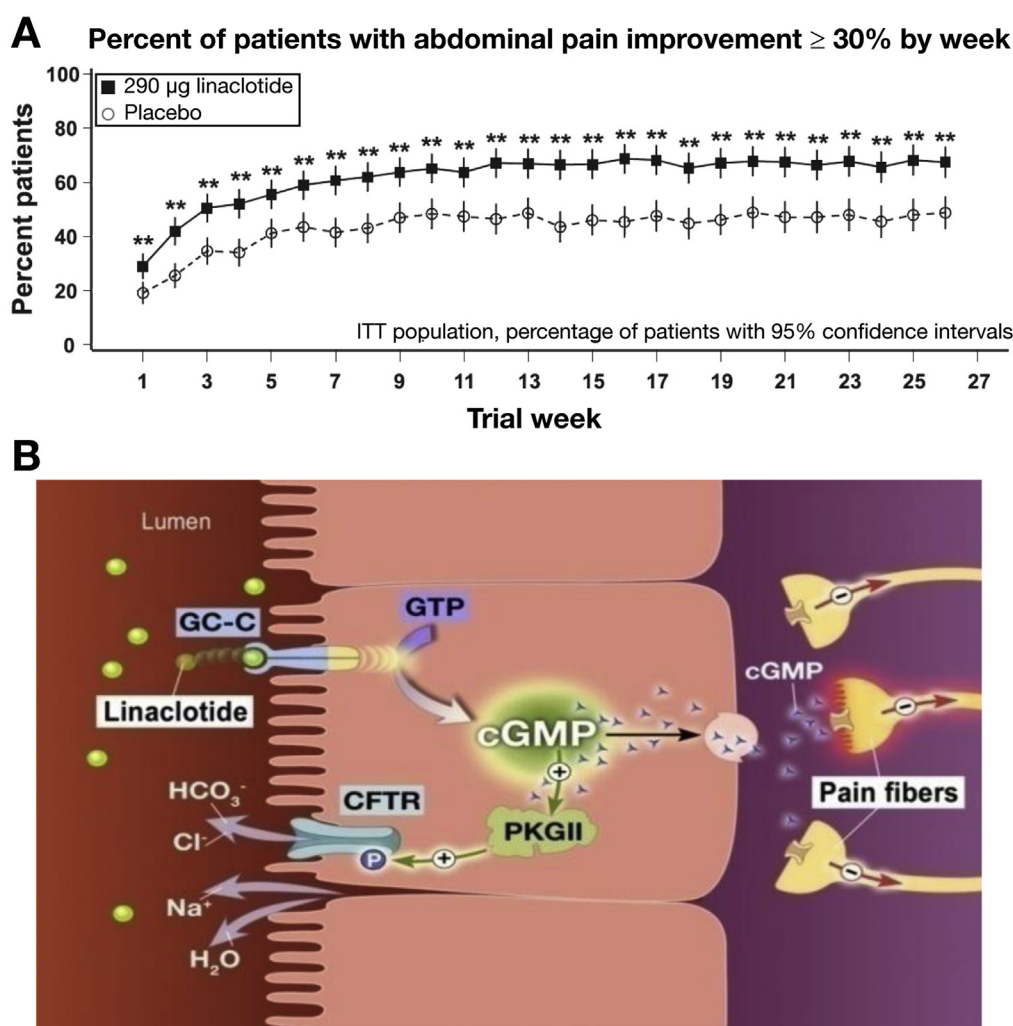 A
Percent of patients with abdominal pain improvement ≥ 30% by week
100
80
60
40
20
0
Percent patients
290 µg linaclotide
Placebo
** ** ** ** ** ** ** ** ** ** ** ** ** ** ** ** ** ** ** ** ** ** ** ** ** **
ITT population, percentage of patients with 95% confidence intervals
1 3 5 7 9 11 13 15 17 19 21 23 25 27
Trial week
B
Lumen
GC-C
GTP
Linaclotide
cGMP
cGMP
+
HCO₃⁻
CFTR
Cl⁻
PKGII
P
+
Na⁺
H₂O
−
−
Pain fibers
−